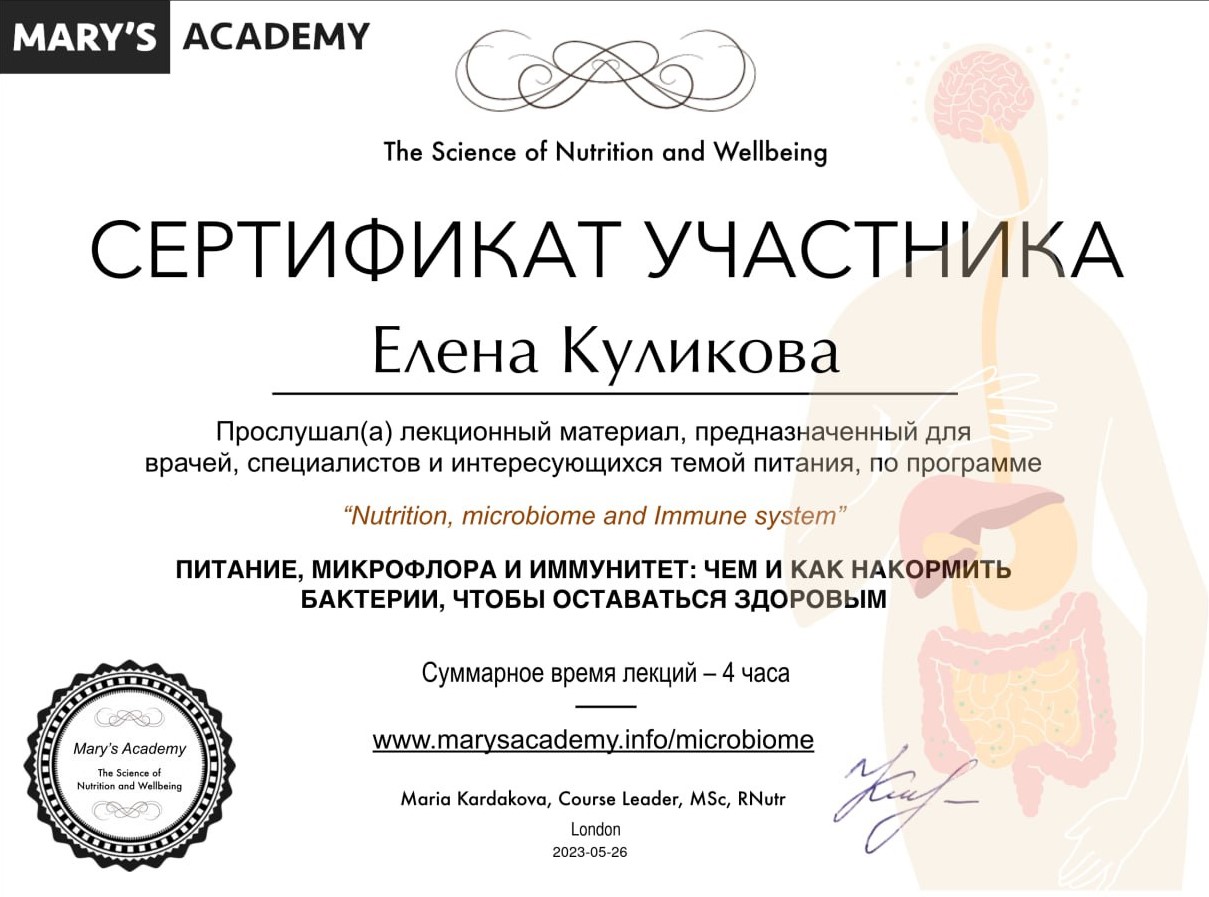 MARY'S ACADEMY
The Science of Nutrition and Wellbeing
СЕРТИФИКАТ УЧАСТНИКА
Елена Куликова
Прослушал(а) лекционный материал, предназначенный для
врачей, специалистов и интересующихся темой питания, по программе
“Nutrition, microbiome and Immune system”
ПИТАНИЕ, МИКРОФЛОРА И ИММУНИТЕТ: ЧЕМ И КАК НАКОРМИТЬ
БАКТЕРИИ, ЧТОБЫ ОСТАВАТЬСЯ ЗДОРОВЫМ
Суммарное время лекций – 4 часа
www.marysacademy.info/microbiome
Maria Kardakova, Course Leader, MSc, RNutr
London
2023-05-26
Mary's Academy
The Science of
Nutrition and Wellbeing